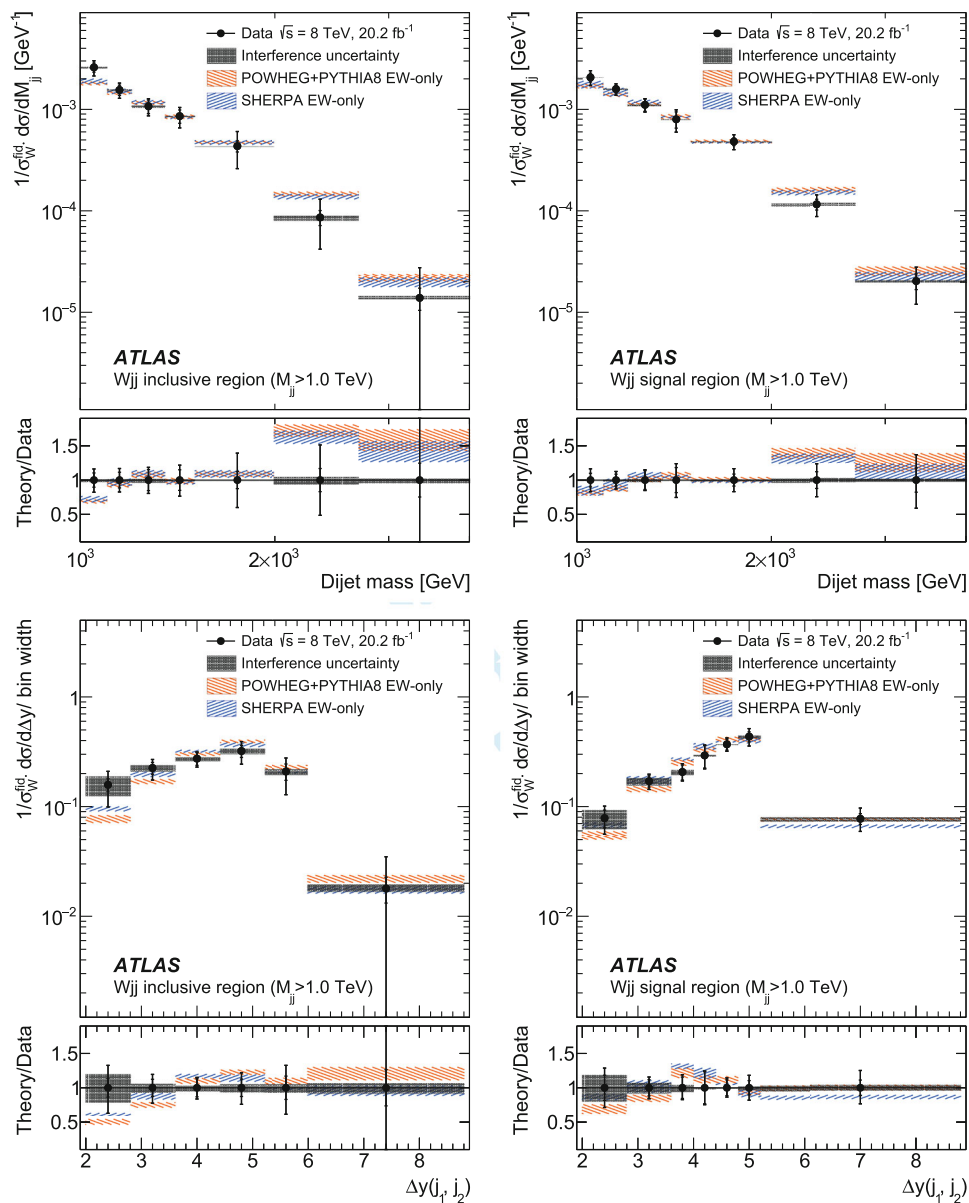 1/σ_W^fid. dσ/dM_jj [GeV⁻¹]
Data √s = 8 TeV, 20.2 fb⁻¹
Interference uncertainty
POWHEG+PYTHIA8 EW-only
SHERPA EW-only
10⁻³
10⁻⁴
10⁻⁵
ATLAS
Wjj inclusive region (M_jj>1.0 TeV)
Theory/Data
1.5
1
0.5
10³
2×10³
Dijet mass [GeV]
1/σ_W^fid. dσ/dM_jj [GeV⁻¹]
Data √s = 8 TeV, 20.2 fb⁻¹
Interference uncertainty
POWHEG+PYTHIA8 EW-only
SHERPA EW-only
10⁻³
10⁻⁴
10⁻⁵
ATLAS
Wjj signal region (M_jj>1.0 TeV)
Theory/Data
1.5
1
0.5
10³
2×10³
Dijet mass [GeV]
1/σ_W^fid. dσ/dΔy/ bin width
Data √s = 8 TeV, 20.2 fb⁻¹
Interference uncertainty
POWHEG+PYTHIA8 EW-only
SHERPA EW-only
1
10⁻¹
10⁻²
ATLAS
Wjj inclusive region (M_jj>1.0 TeV)
Theory/Data
1.5
1
0.5
2 3 4 5 6 7 8
Δy(j₁, j₂)
1/σ_W^fid. dσ/dΔy/ bin width
Data √s = 8 TeV, 20.2 fb⁻¹
Interference uncertainty
POWHEG+PYTHIA8 EW-only
SHERPA EW-only
1
10⁻¹
10⁻²
ATLAS
Wjj signal region (M_jj>1.0 TeV)
Theory/Data
1.5
1
0.5
2 3 4 5 6 7 8
Δy(j₁, j₂)